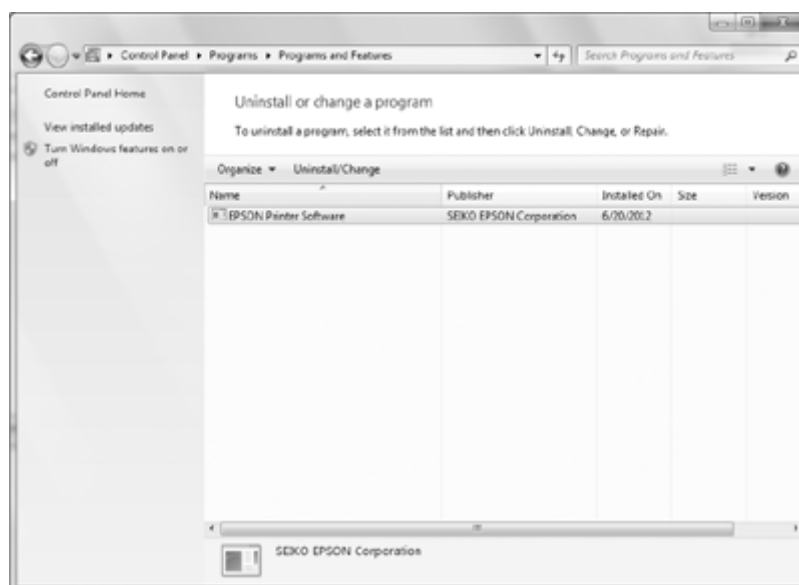 Control Panel
Programs
Programs and Features
Search Programs and Features
Control Panel Home
View installed updates
Turn Windows features on or
off
Uninstall or change a program
To uninstall a program, select it from the list and then click Uninstall, Change, or Repair.
Organize
Uninstall/Change
Name
Publisher
Installed On
Size
Version
EPSON Printer Software
SEIKO EPSON Corporation
6/20/2012
SEIKO EPSON Corporation